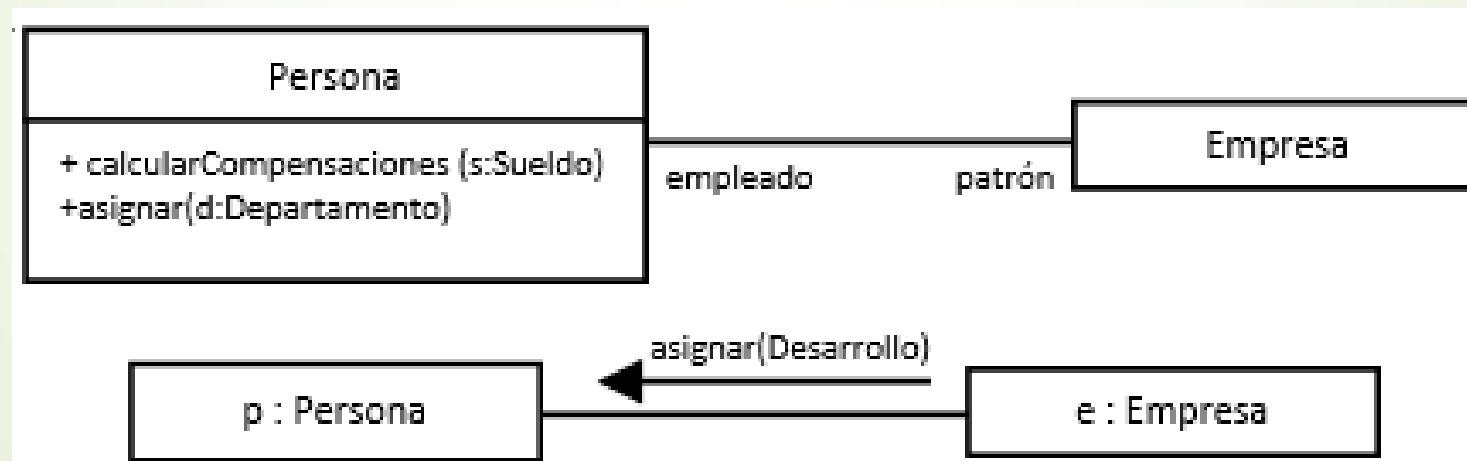 Persona
+ calcularCompensaciones (s:Sueldo)
+asignar(d:Departamento)
empleado
patrón
Empresa
asignar(Desarrollo)
p : Persona
e : Empresa